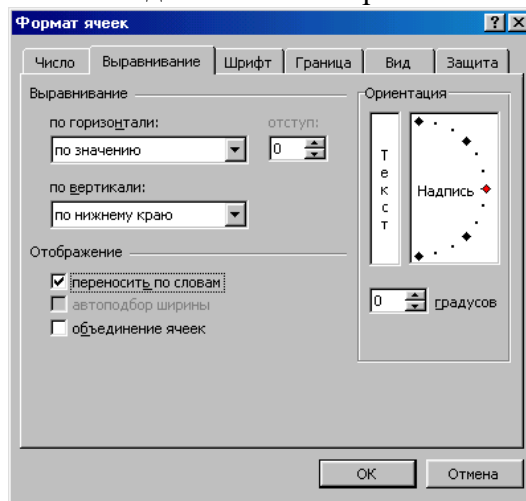 Формат ячеек
Число Выравнивание Шрифт Граница Вид Защита
Выравнивание
по горизонтали: отступ:
по значению 0
по вертикали:
по нижнему краю
Отображение
переносить по словам
автоподбор ширины
объединение ячеек
Ориентация
Текст
Надпись
0 градусов
ОК Отмена